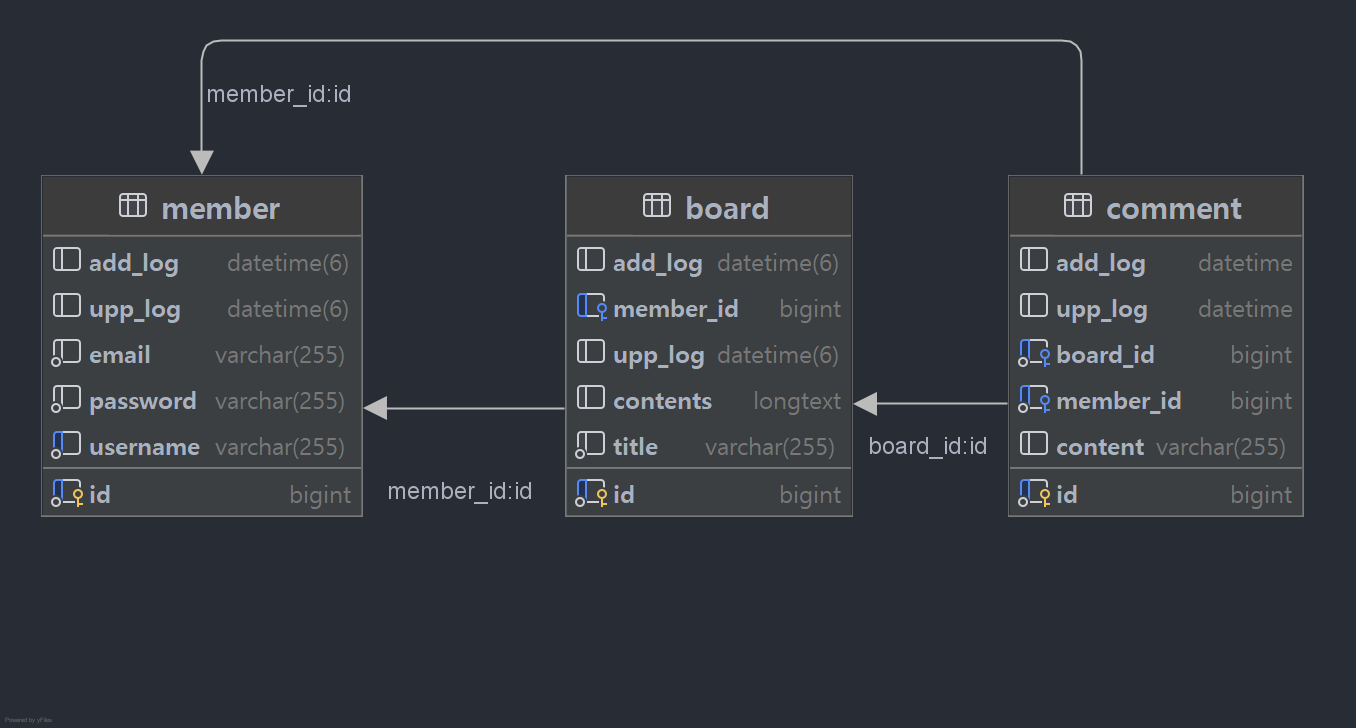 member_id:id
member
add_log datetime(6)
upp_log datetime(6)
email varchar(255)
password varchar(255)
username varchar(255)
id bigint
member_id:id
board
add_log datetime(6)
member_id bigint
upp_log datetime(6)
contents longtext
title varchar(255)
id bigint
board_id:id
comment
add_log datetime
upp_log datetime
board_id bigint
member_id bigint
content varchar(255)
id bigint
Powered by yFiles